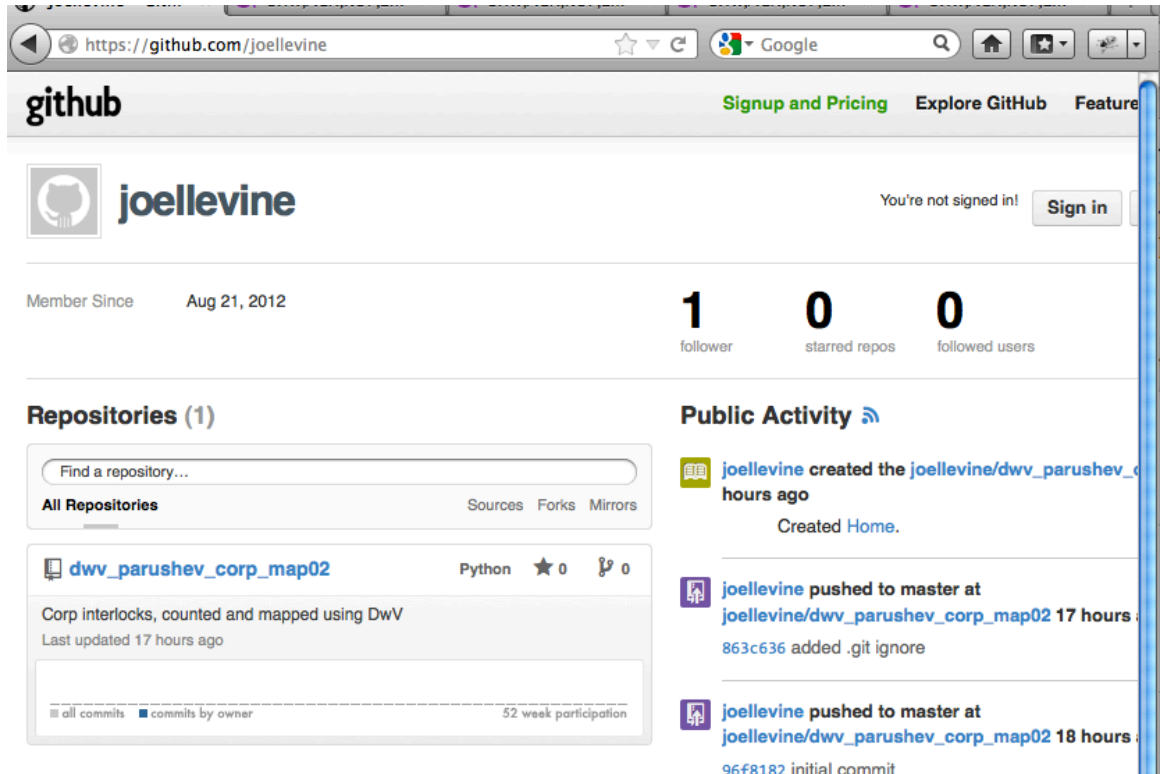 https://github.com/joellevine
Google
github
Signup and Pricing Explore GitHub Feature
joellevine
You're not signed in! Sign in
Member Since Aug 21, 2012
1 0 0
follower starred repos followed users
Repositories (1)
Find a repository...
All Repositories Sources Forks Mirrors
dwv_parushev_corp_map02 Python 0 0
Corp interlocks, counted and mapped using DwV
Last updated 17 hours ago
all commits commits by owner 52 week participation
Public Activity
joellevine created the joellevine/dwv_parushev_
hours ago
Created Home.
joellevine pushed to master at
joellevine/dwv_parushev_corp_map02 17 hours
863c636 added .git ignore
joellevine pushed to master at
joellevine/dwv_parushev_corp_map02 18 hours
96f8182 initial commit